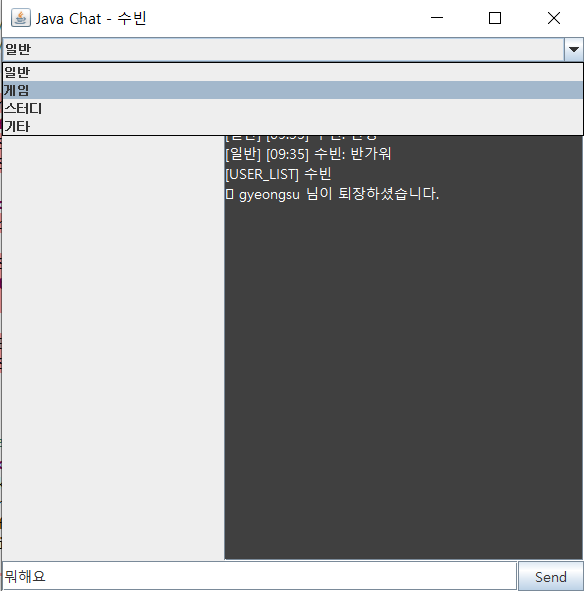 Java Chat - 수빈
일반
일반
게임
스터디
기타
[일반] [09:35] 수빈:
[일반] [09:35] 수빈: 반가워
[USER_LIST] 수빈
gyeongsu 님이 퇴장하셨습니다.
뭐해요
Send